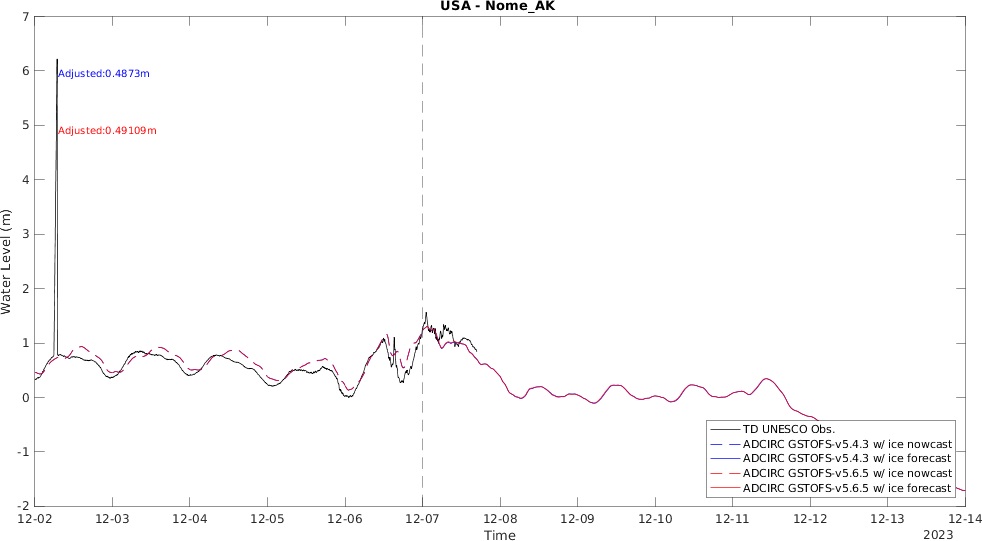 USA - Nome_AK
7
6
5
4
3
2
1
0
-1
-2
Water Level (m)
Adjusted:0.4873m
Adjusted:0.49109m
TD UNESCO Obs.
ADCIRC GSTOFS-v5.4.3 w/ ice nowcast
ADCIRC GSTOFS-v5.4.3 w/ ice forecast
ADCIRC GSTOFS-v5.6.5 w/ ice nowcast
ADCIRC GSTOFS-v5.6.5 w/ ice forecast
12-02 12-03 12-04 12-05 12-06 12-07 12-08 12-09 12-10 12-11 12-12 12-13 12-14
Time
2023